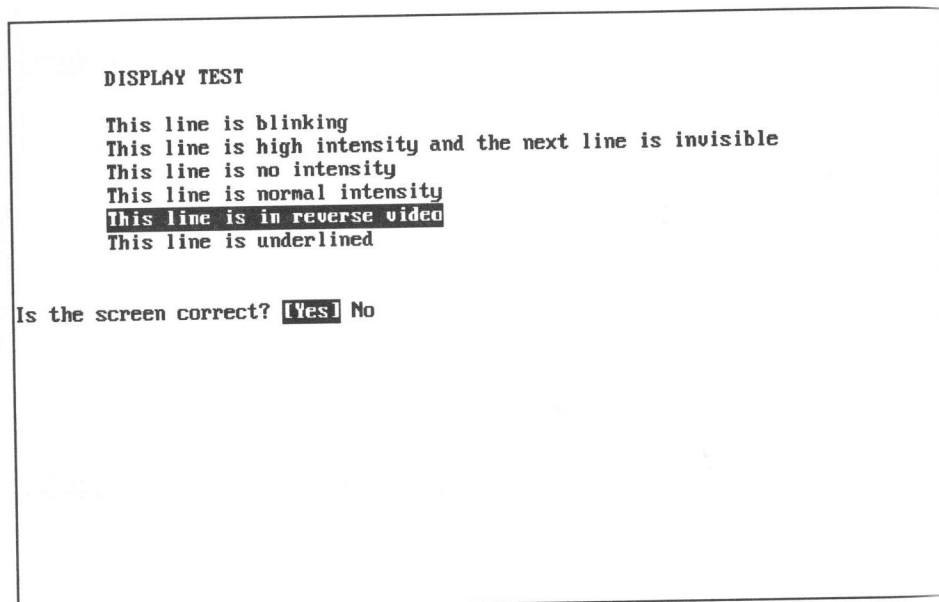 DISPLAY TEST
This line is blinking
This line is high intensity and the next line is invisible
This line is no intensity
This line is normal intensity
This line is in reverse video
This line is underlined
Is the screen correct? [Yes] No